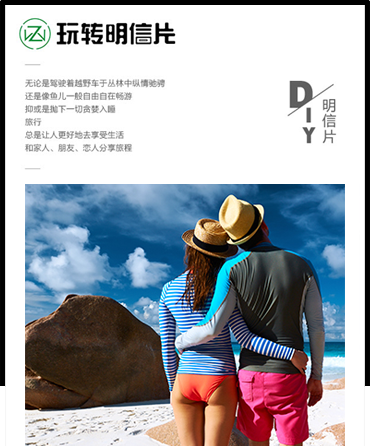 玩转明信片
无论是驾驶着越野车于丛林中纵情驰骋
还是像鱼儿一般自由自在畅游
抑或是抛下一切贪婪入睡
旅行
总是让人更好地去享受生活
和家人、朋友、恋人分享旅程
DIY
明信片